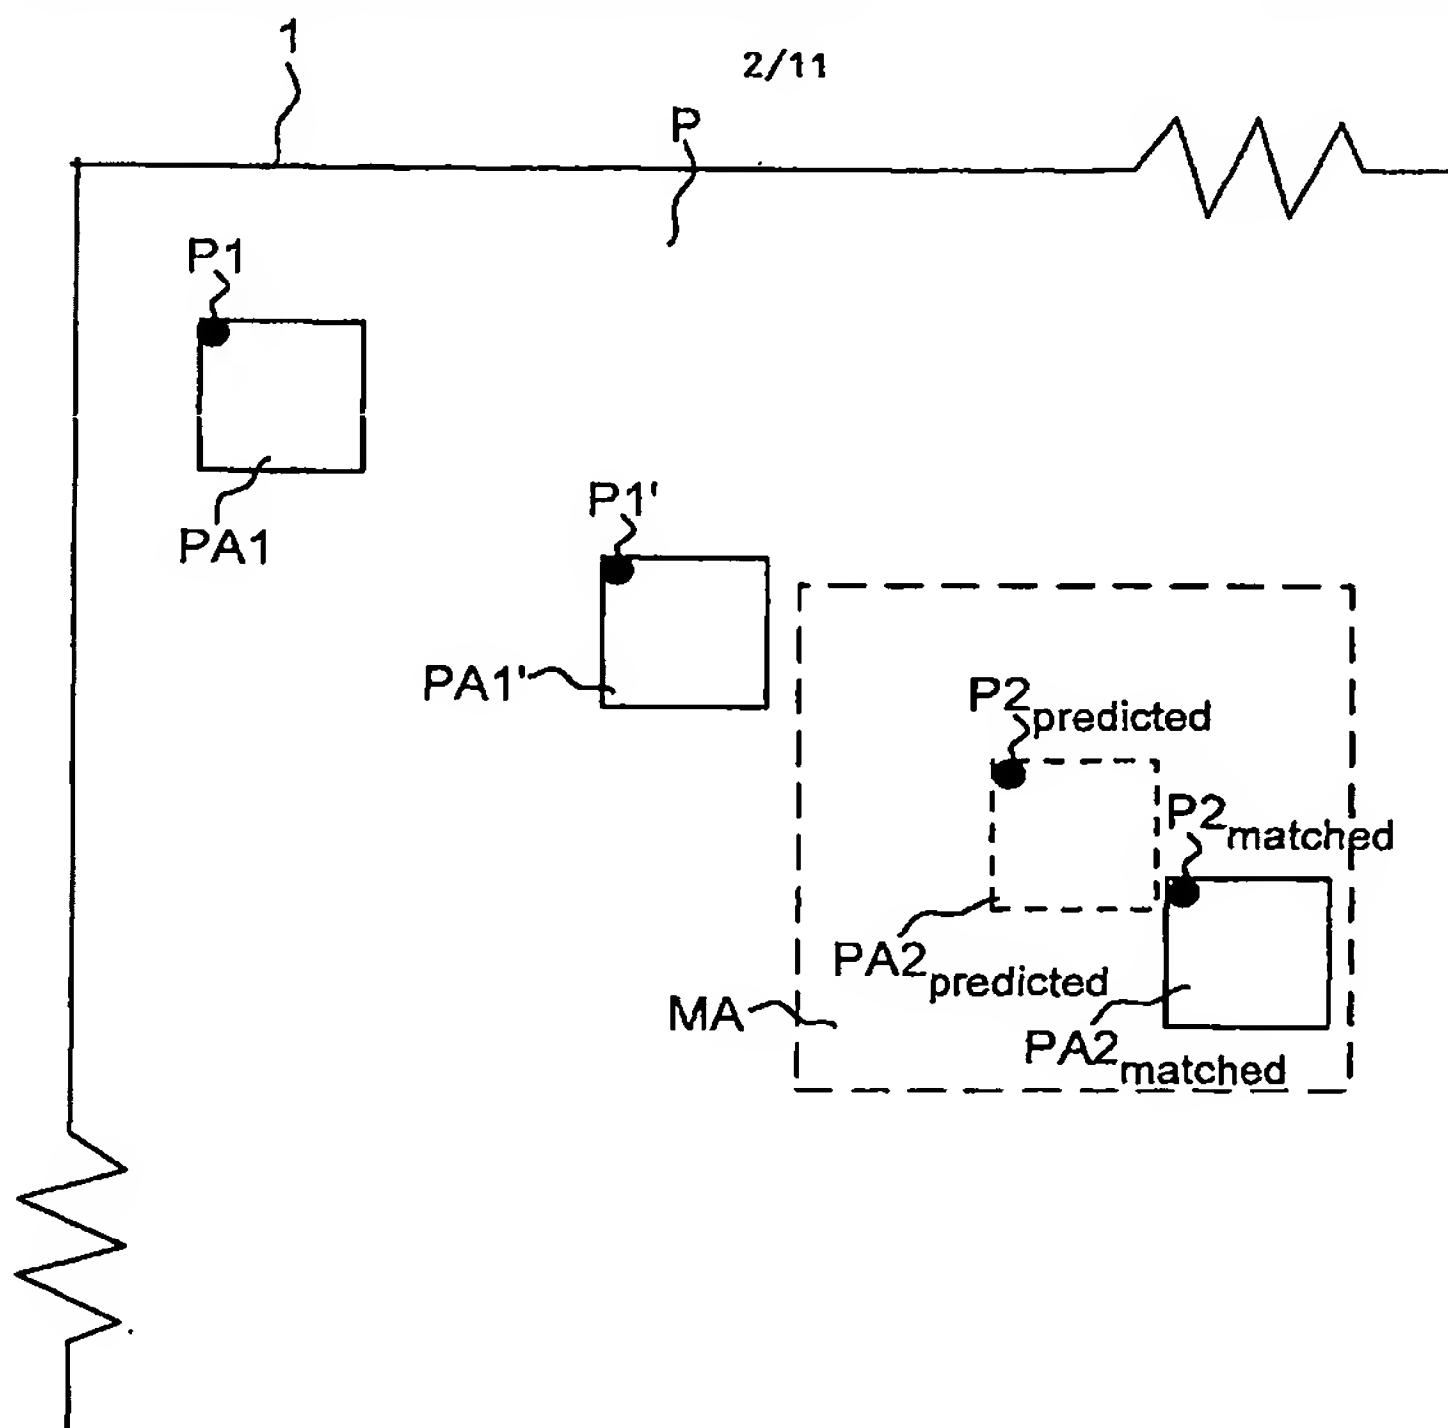 1
2/11
P
P1
PA1
P1'
PA1'
P2predicted
P2matched
PA2predicted
MA
PA2matched